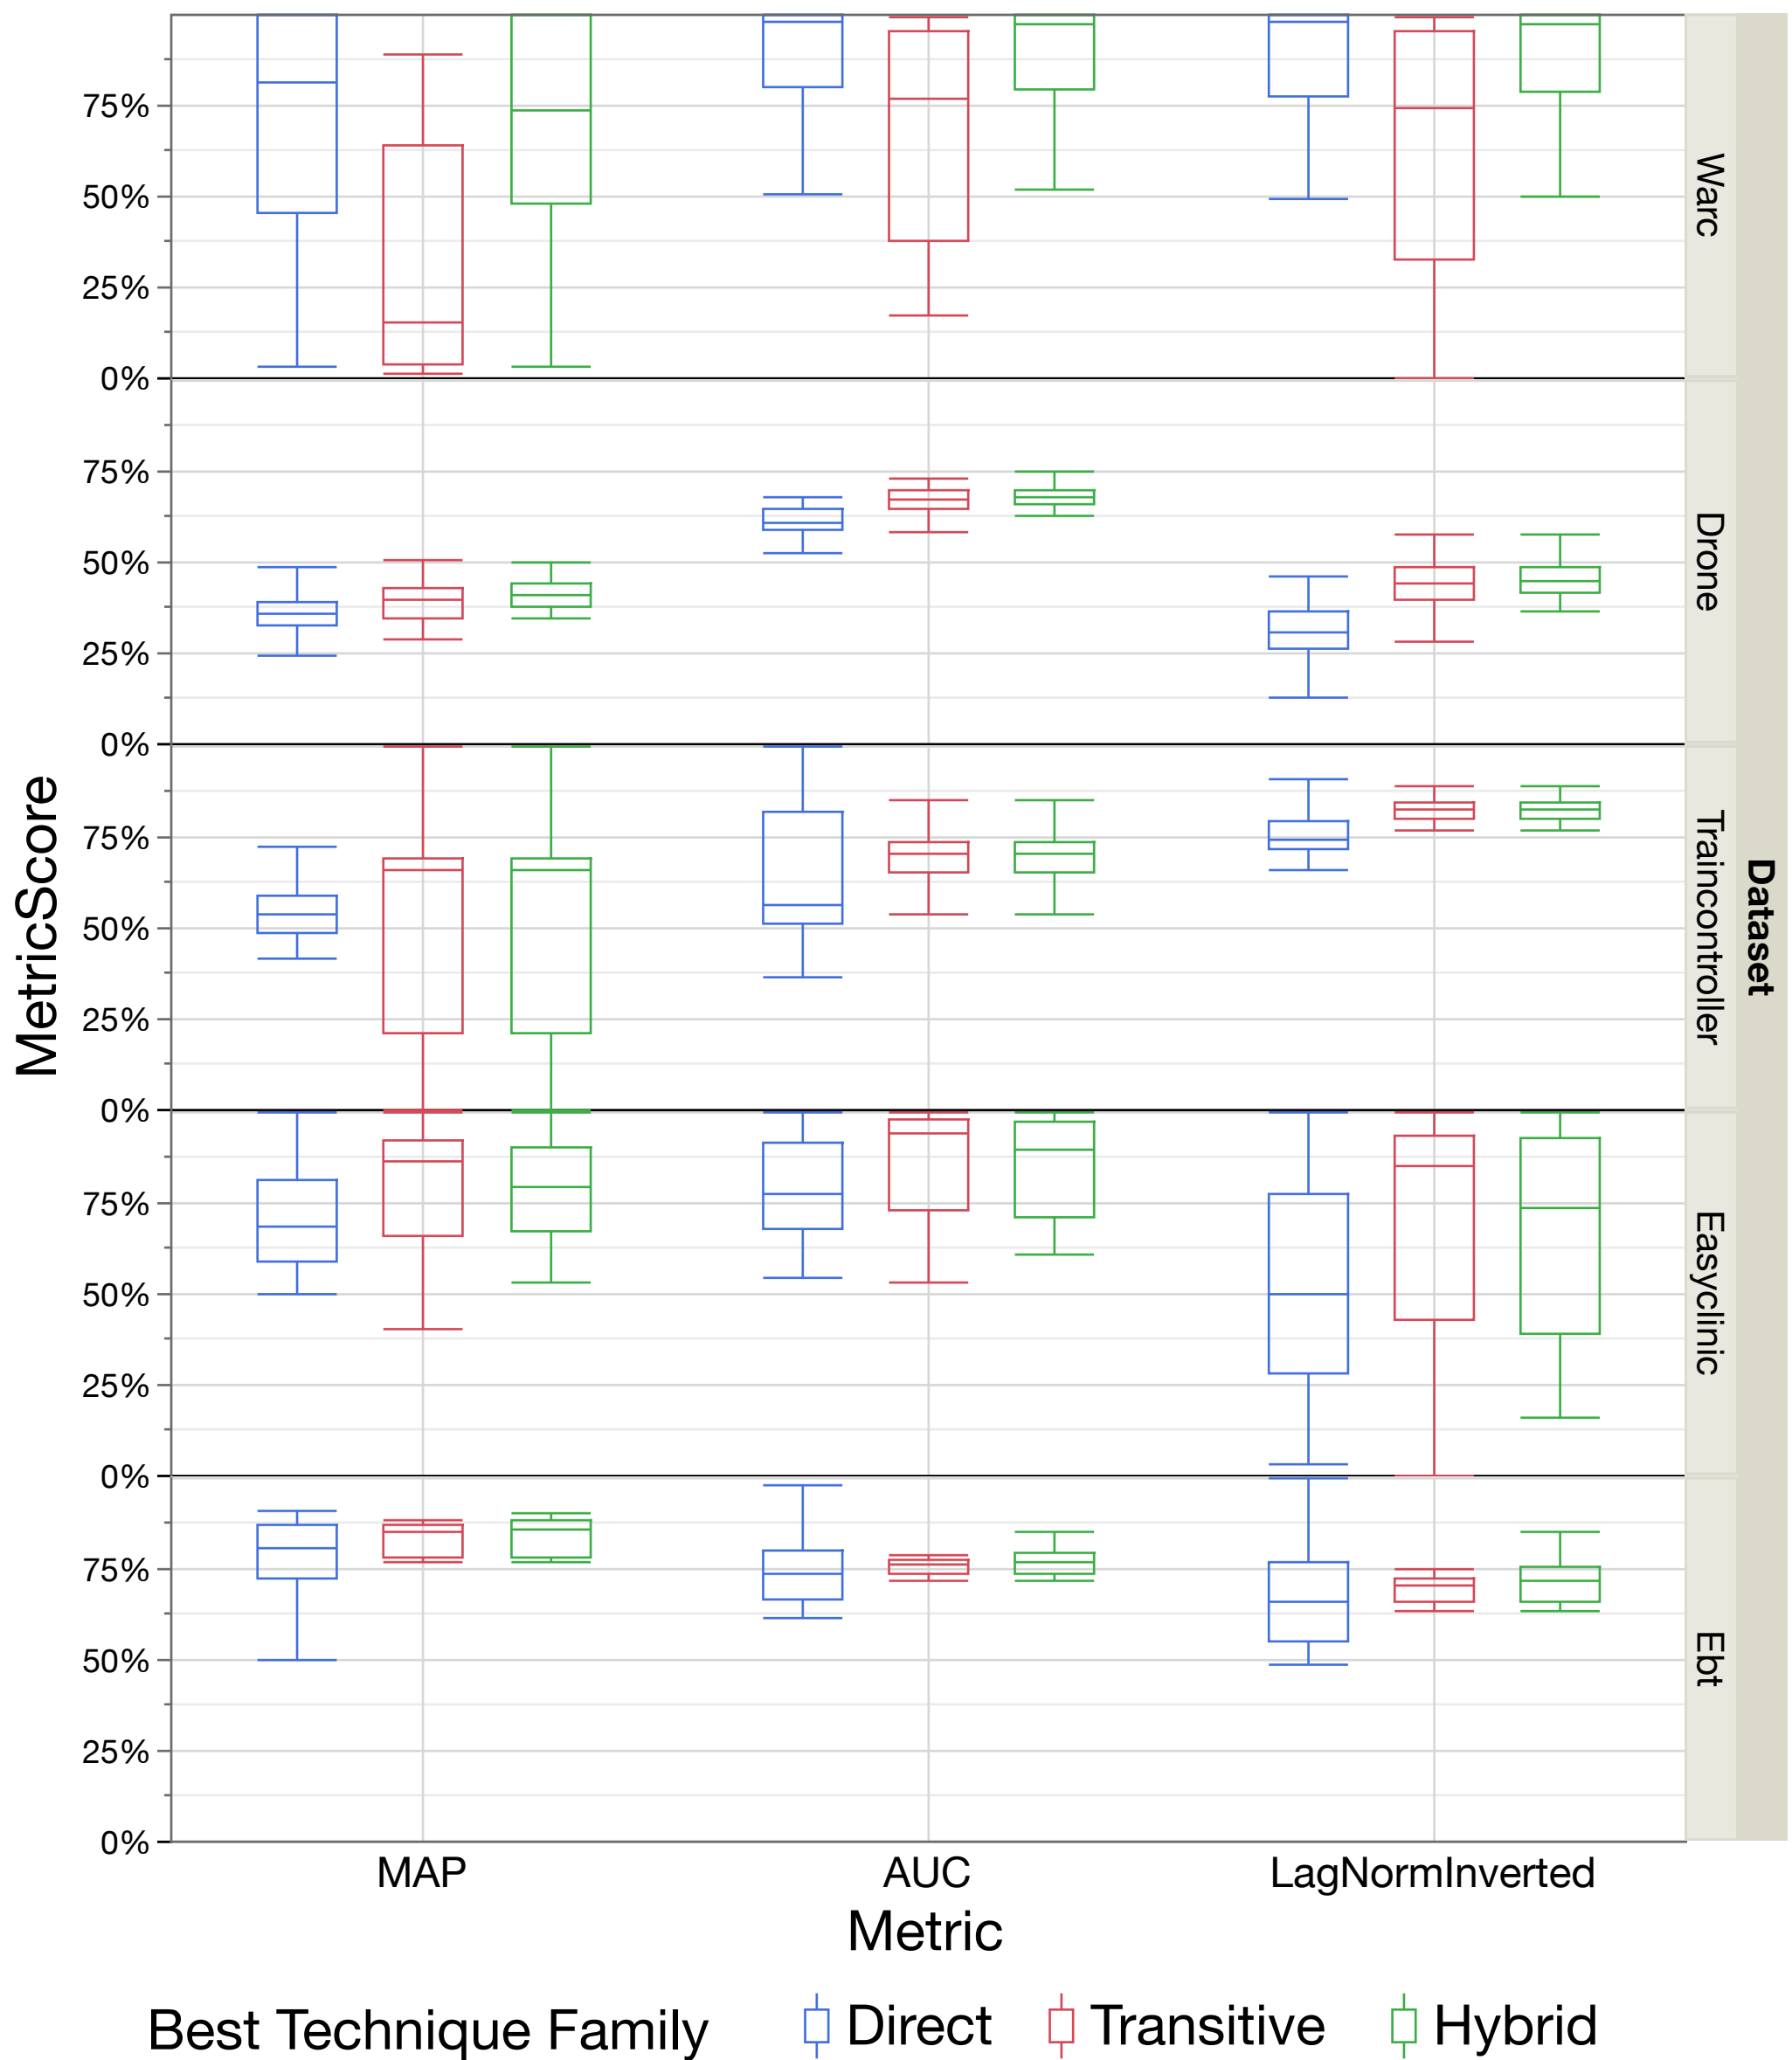 MetricScore
75%
50%
25%
0%
Warc
75%
50%
25%
0%
Drone
75%
50%
25%
0%
Traincontroller
75%
50%
25%
0%
Easyclinic
75%
50%
25%
0%
Ebt
Dataset
MAP AUC LagNormInverted
Metric
Best Technique Family Direct Transitive Hybrid